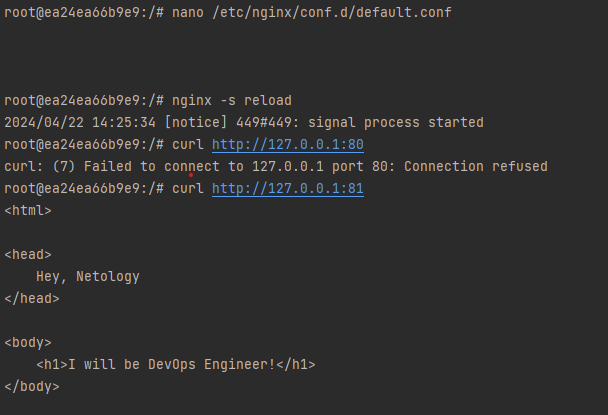 root@ea24ea66b9e9:/# nano /etc/nginx/conf.d/default.conf
root@ea24ea66b9e9:/# nginx -s reload
2024/04/22 14:25:34 [notice] 449#449: signal process started
root@ea24ea66b9e9:/# curl http://127.0.0.1:80
curl: (7) Failed to connect to 127.0.0.1 port 80: Connection refused
root@ea24ea66b9e9:/# curl http://127.0.0.1:81
<html>
<head>
    Hey, Netology
</head>
<body>
    <h1>I will be DevOps Engineer!</h1>
</body>